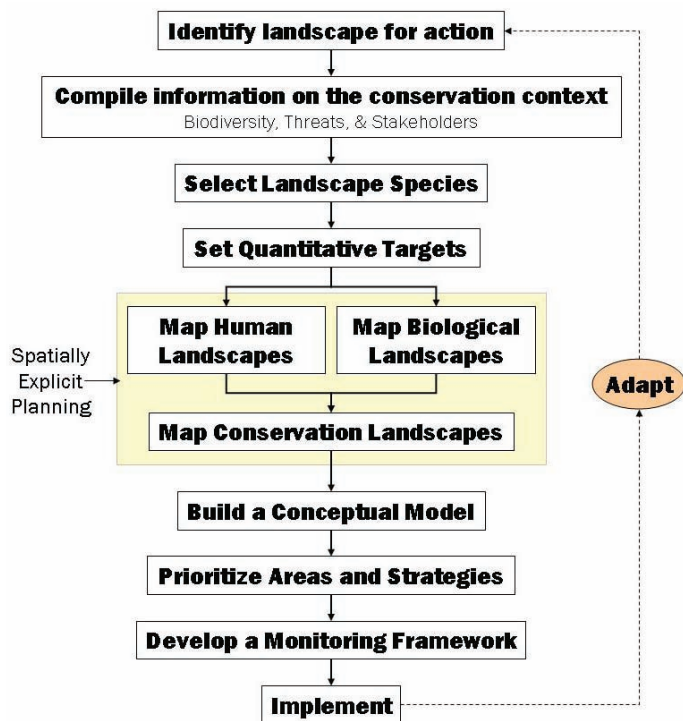 Identify landscape for action
Compile information on the conservation context
Biodiversity, Threats, & Stakeholders
Select Landscape Species
Set Quantitative Targets
Map Human
Landscapes
Map Biological
Landscapes
Spatially
Explicit
Planning
Adapt
Map Conservation Landscapes
Build a Conceptual Model
Prioritize Areas and Strategies
Develop a Monitoring Framework
Implement